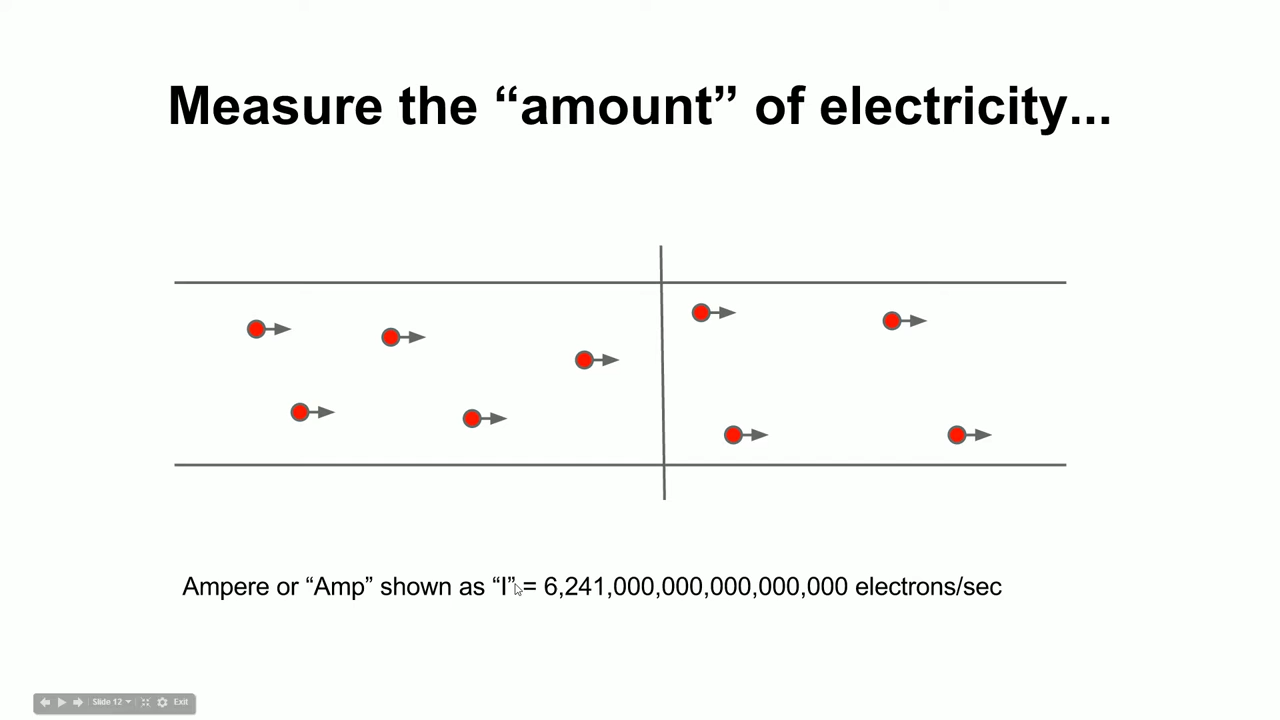 Measure the “amount” of electricity...
Ampere or “Amp” shown as “I” = 6,241,000,000,000,000,000 electrons/sec
Slide 12
Exit